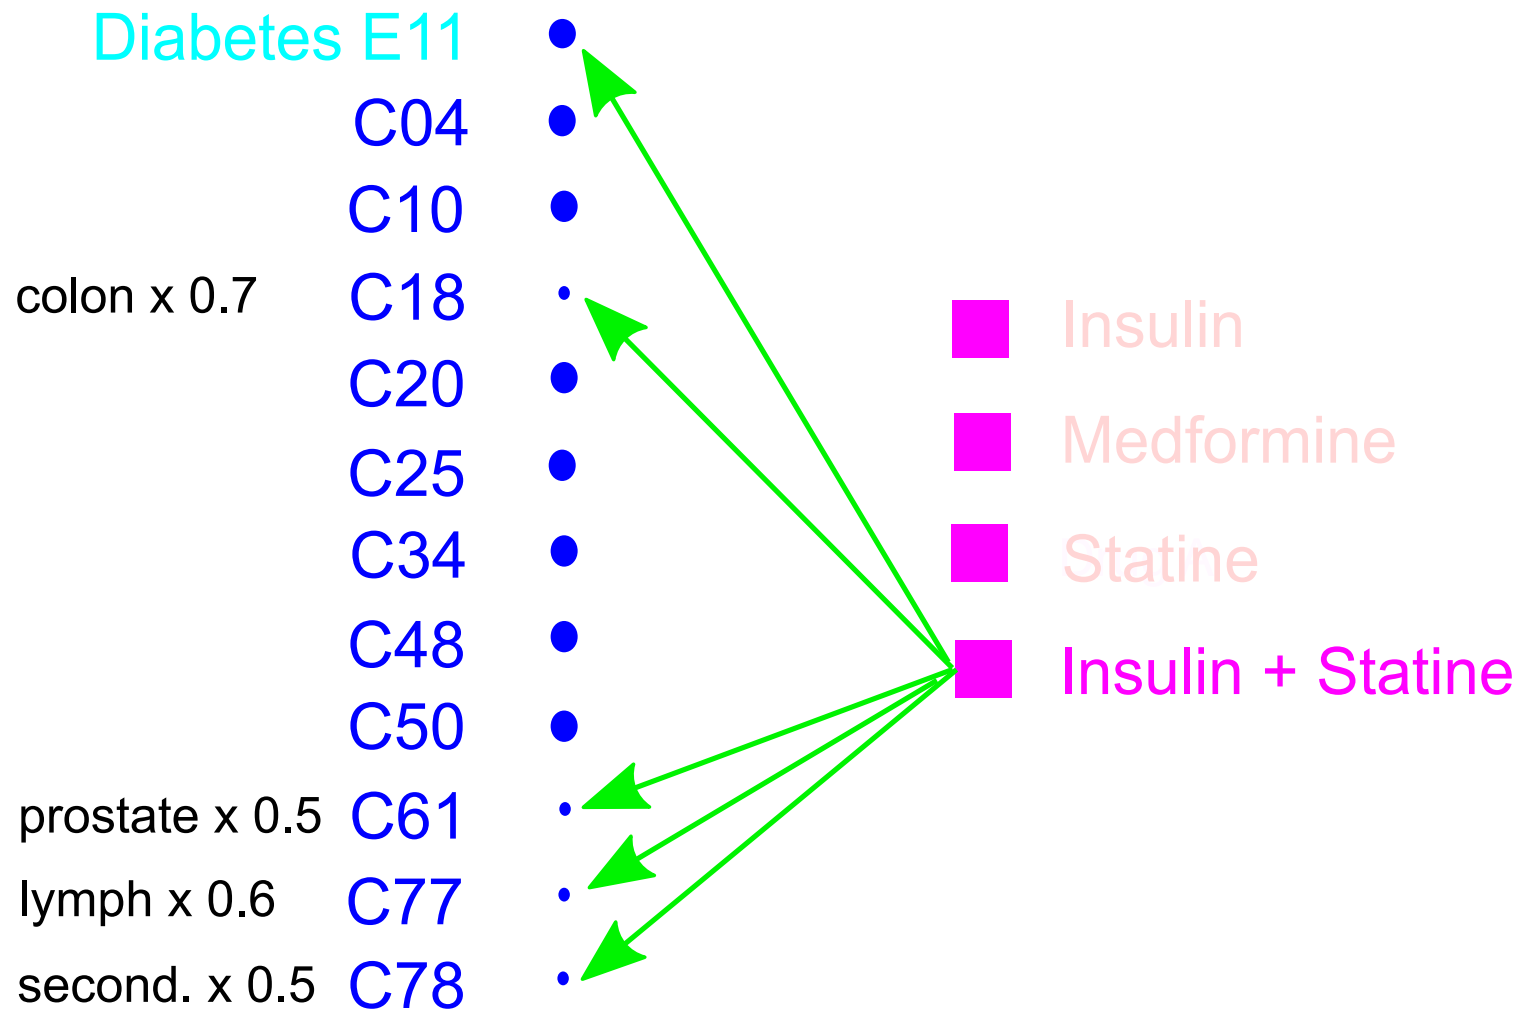 Diabetes E11
C04
C10
colon x 0.7 C18
C20
C25
C34
C48
C50
prostate x 0.5 C61
lymph x 0.6 C77
second. x 0.5 C78
Insulin
Medformine
Statine
Insulin + Statine